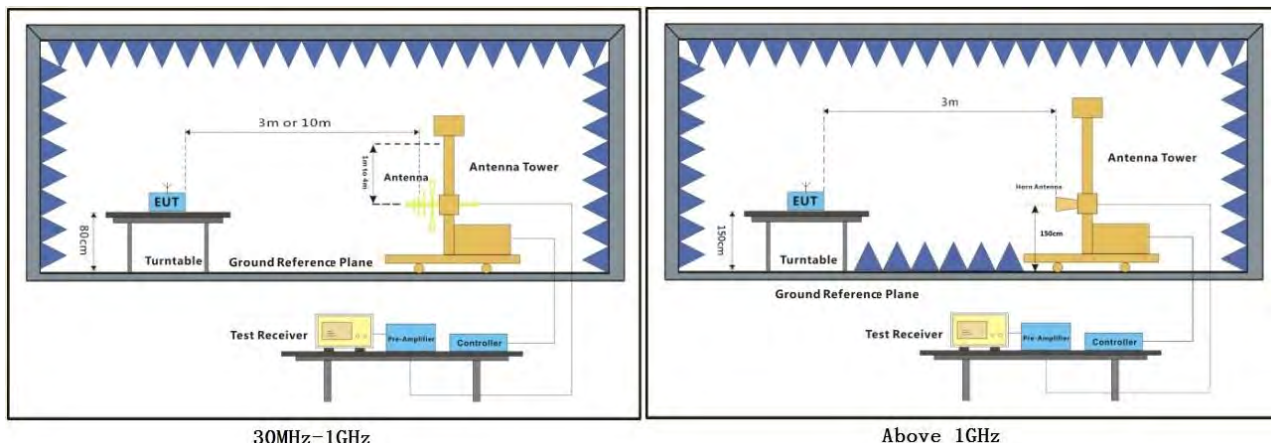 3m or 10m
1m to 4m
Antenna
Antenna Tower
EUT
80cm
Turntable
Ground Reference Plane
Test Receiver
Pre-Amplifier
Controller
30MHz-1GHz
3m
Antenna Tower
Horn Antenna
EUT
150cm
150cm
Turntable
Ground Reference Plane
Test Receiver
Pre-Amplifier
Controller
Above 1GHz